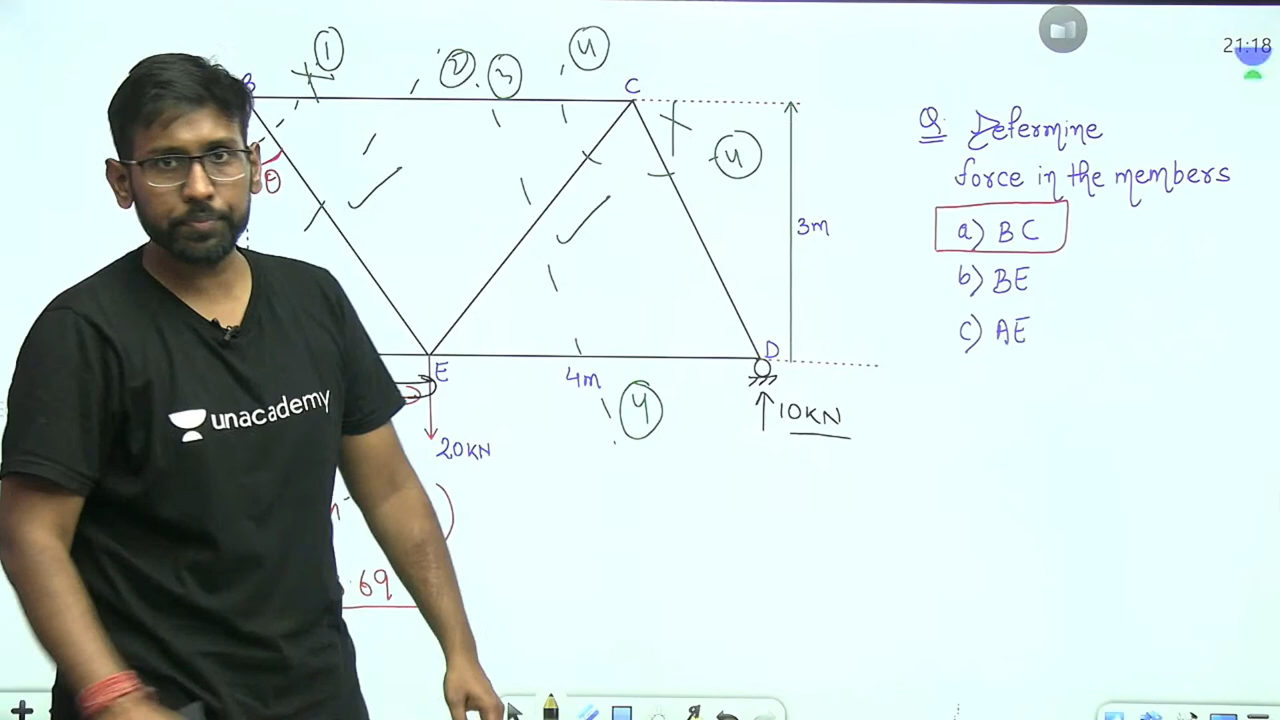 21:18
1
2
3
4
B
C
Q. Determine
force in the members
a) BC
b) BE
c) AE
θ
4
3m
E
D
4m
4
↑10KN
20KN
unacademy
69